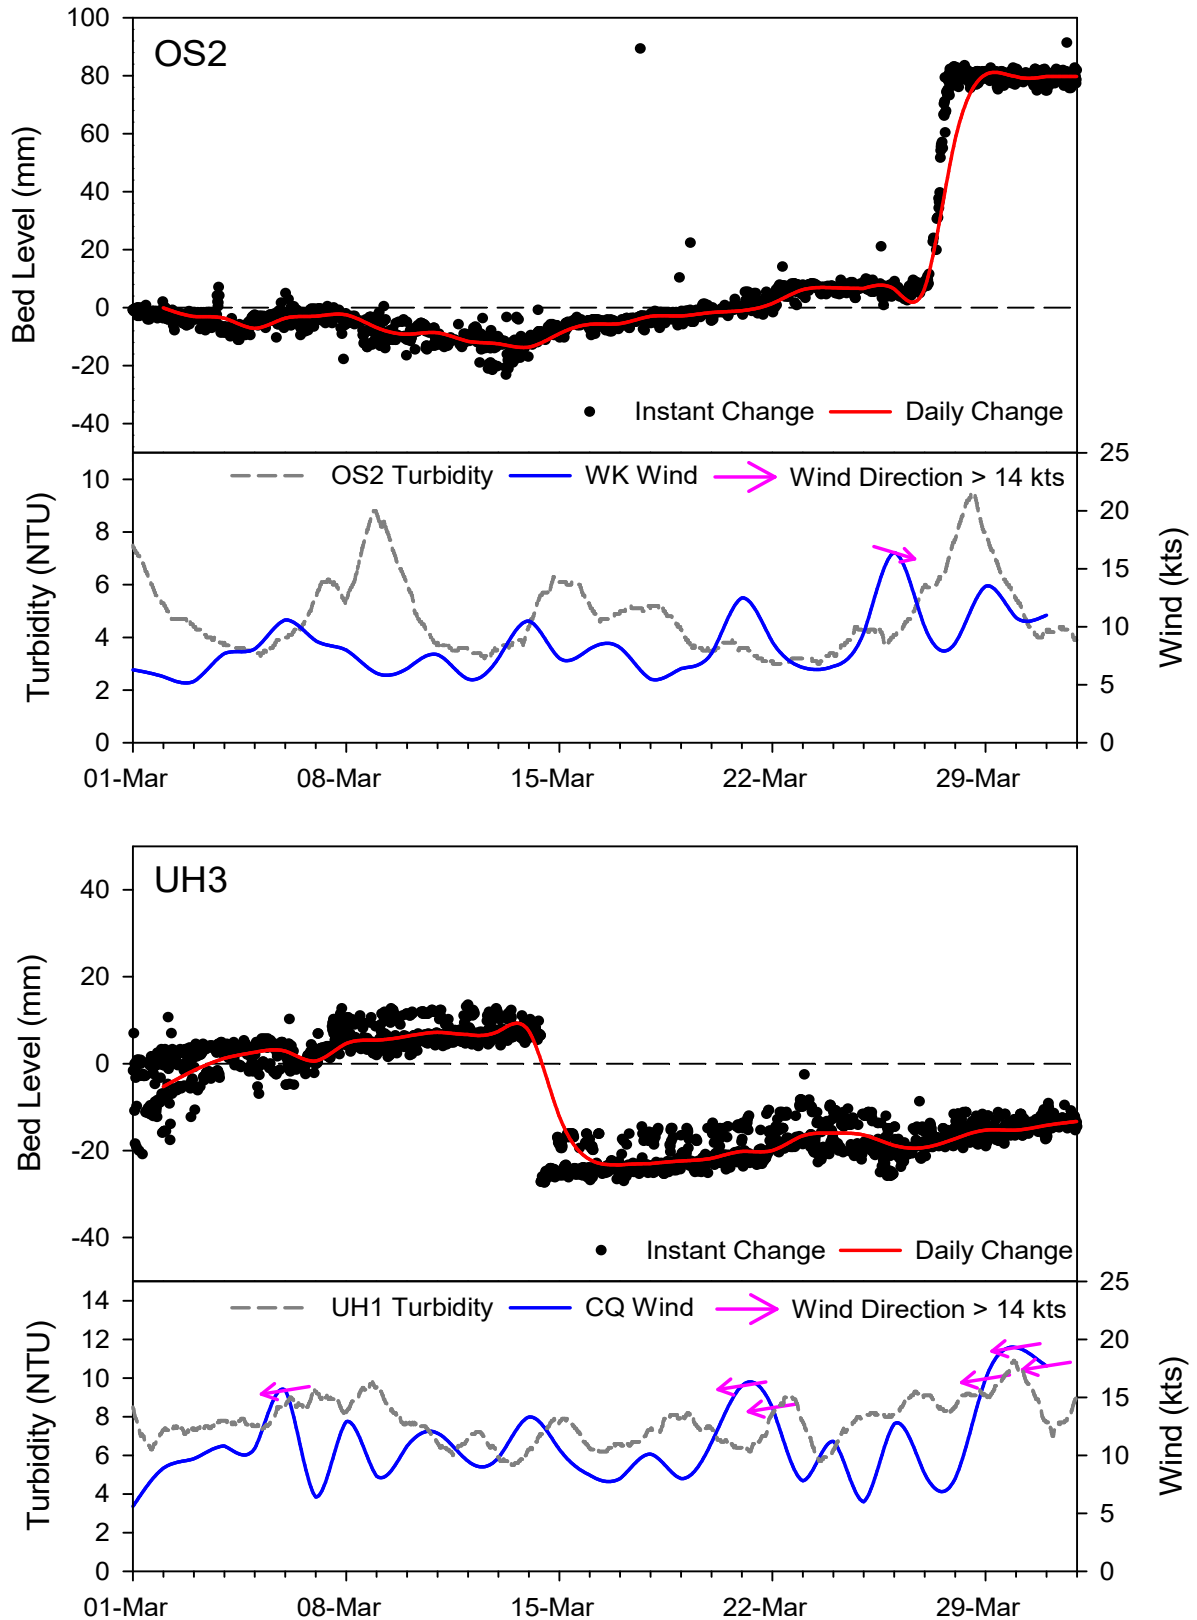 OS2
100
80
60
40
20
0
-20
-40
Bed Level (mm)
Instant Change
Daily Change
OS2 Turbidity
WK Wind
Wind Direction > 14 kts
10
8
6
4
2
0
Turbidity (NTU)
25
20
15
10
5
0
Wind (kts)
01-Mar 08-Mar 15-Mar 22-Mar 29-Mar
UH3
40
20
0
-20
-40
Bed Level (mm)
Instant Change
Daily Change
UH1 Turbidity
CQ Wind
Wind Direction > 14 kts
14
12
10
8
6
4
2
0
Turbidity (NTU)
25
20
15
10
5
0
Wind (kts)
01-Mar 08-Mar 15-Mar 22-Mar 29-Mar